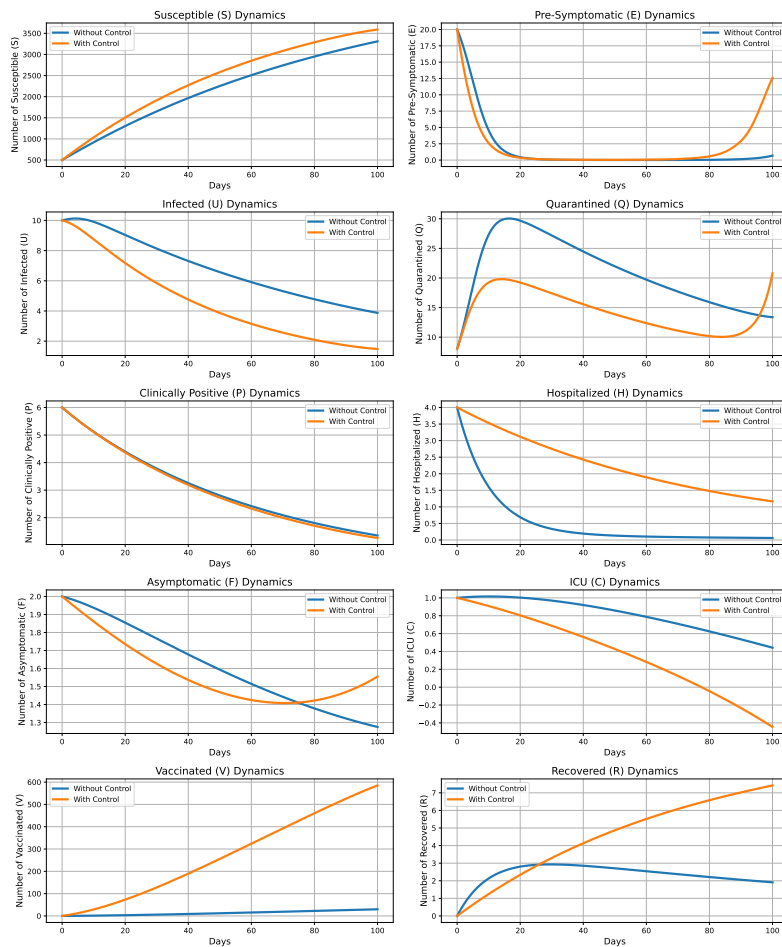 Susceptible (S) Dynamics
Number of Susceptible (S)
3500
3000
2500
2000
1500
1000
500
Without Control
With Control
0 20 40 60 80 100
Days
Pre-Symptomatic (E) Dynamics
Number of Pre-Symptomatic (E)
20.0
17.5
15.0
12.5
10.0
7.5
5.0
2.5
0.0
Without Control
With Control
0 20 40 60 80 100
Days
Infected (U) Dynamics
Number of Infected (U)
10
8
6
4
2
Without Control
With Control
0 20 40 60 80 100
Days
Quarantined (Q) Dynamics
Number of Quarantined (Q)
30
25
20
15
10
Without Control
With Control
0 20 40 60 80 100
Days
Clinically Positive (P) Dynamics
Number of Clinically Positive (P)
6
5
4
3
2
Without Control
With Control
0 20 40 60 80 100
Days
Hospitalized (H) Dynamics
Number of Hospitalized (H)
4.0
3.5
3.0
2.5
2.0
1.5
1.0
0.5
0.0
Without Control
With Control
0 20 40 60 80 100
Days
Asymptomatic (F) Dynamics
Number of Asymptomatic (F)
2.0
1.9
1.8
1.7
1.6
1.5
1.4
1.3
Without Control
With Control
0 20 40 60 80 100
Days
ICU (C) Dynamics
Number of ICU (C)
1.0
0.8
0.6
0.4
0.2
0.0
−0.2
−0.4
Without Control
With Control
0 20 40 60 80 100
Days
Vaccinated (V) Dynamics
Number of Vaccinated (V)
600
500
400
300
200
100
0
Without Control
With Control
0 20 40 60 80 100
Days
Recovered (R) Dynamics
Number of Recovered (R)
7
6
5
4
3
2
1
0
Without Control
With Control
0 20 40 60 80 100
Days